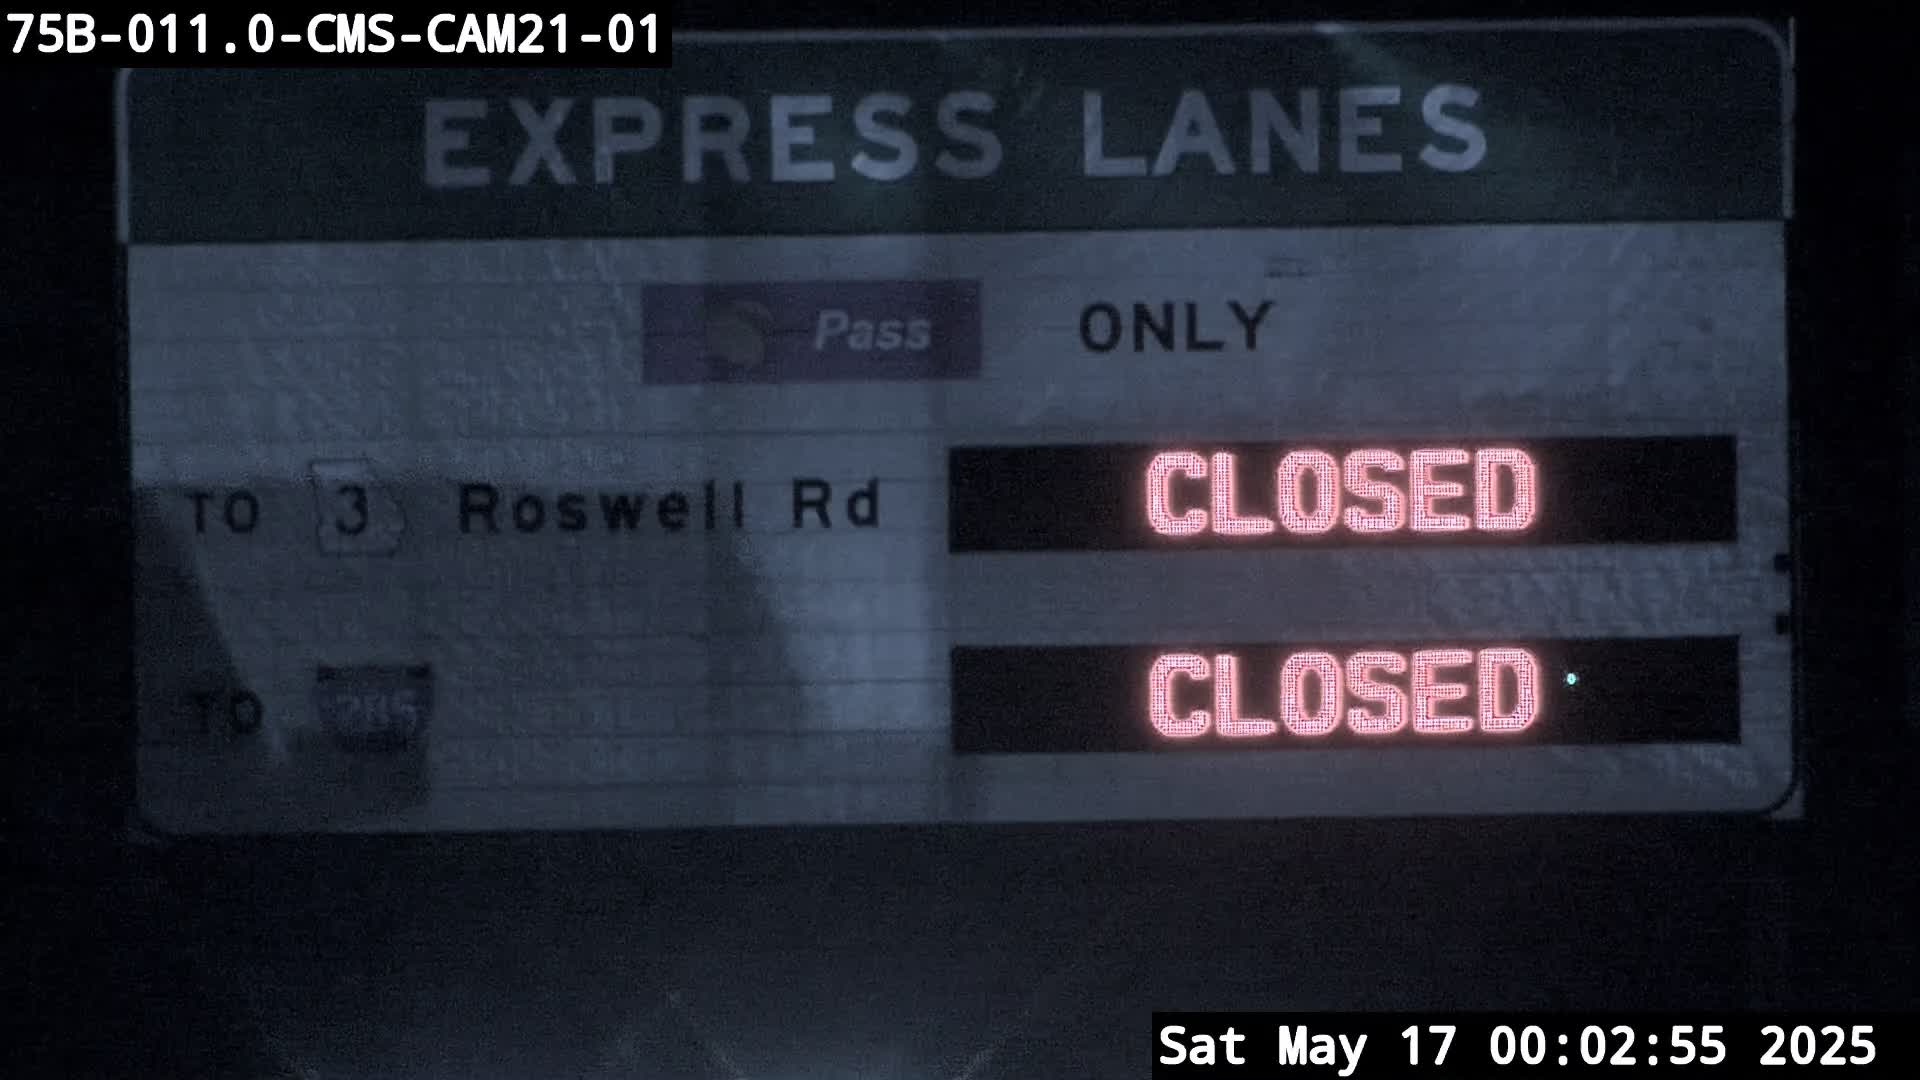 75B-011.0-CMS-CAM21-01
EXPRESS LANES
Pass ONLY
TO 3 Roswell Rd CLOSED
TO 285 CLOSED
Sat May 17 00:02:55 2025